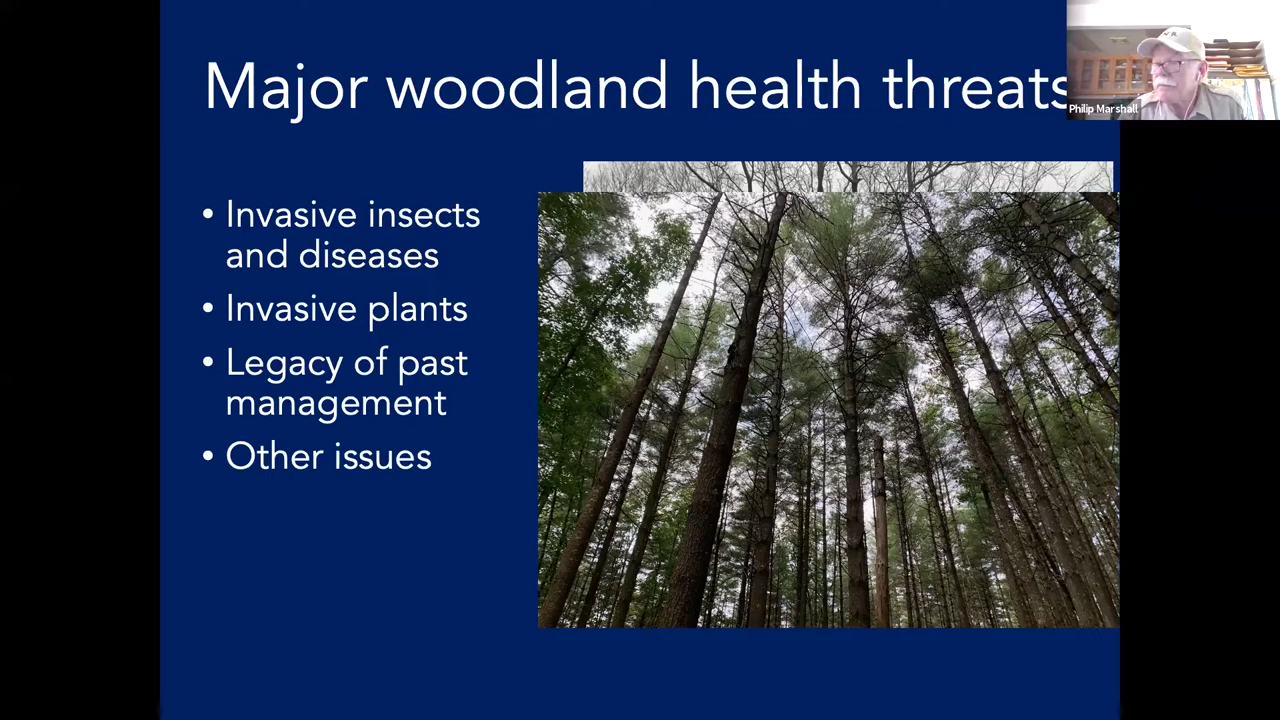 Major woodland health threats
Philip Marshall
• Invasive insects
and diseases
• Invasive plants
• Legacy of past
management
• Other issues